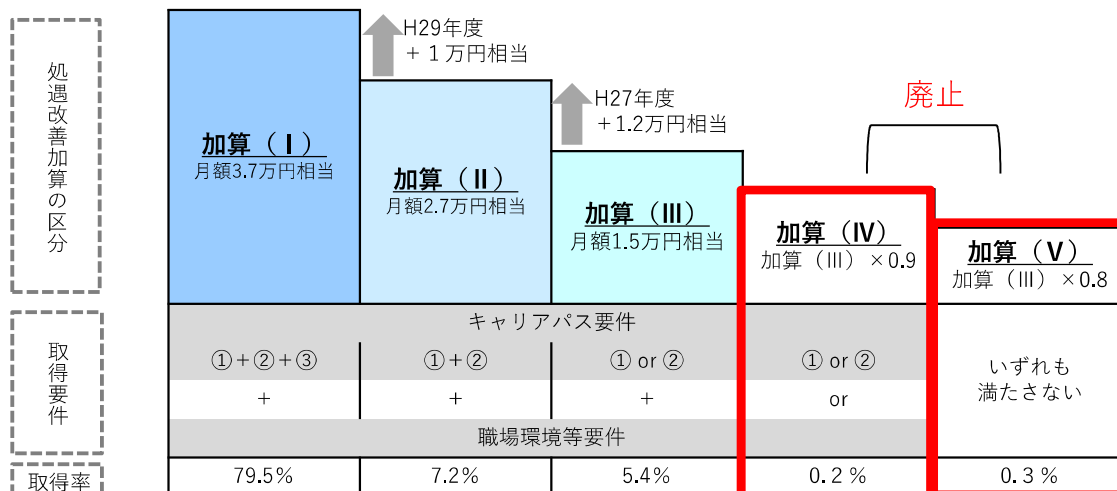 処遇改善加算の区分
H29年度
+ 1 万円相当
H27年度
+1.2万円相当
廃止
加算（Ⅰ）
月額3.7万円相当
加算（Ⅱ）
月額2.7万円相当
加算（Ⅲ）
月額1.5万円相当
加算（Ⅳ）
加算（Ⅲ）×0.9
加算（Ⅴ）
加算（Ⅲ）×0.8
取得要件
キャリアパス要件
①+②+③
①+②
① or ②
① or ②
いずれも
満たさない
+
+
+
or
職場環境等要件
取得率
79.5%
7.2%
5.4%
0.2 %
0.3 %